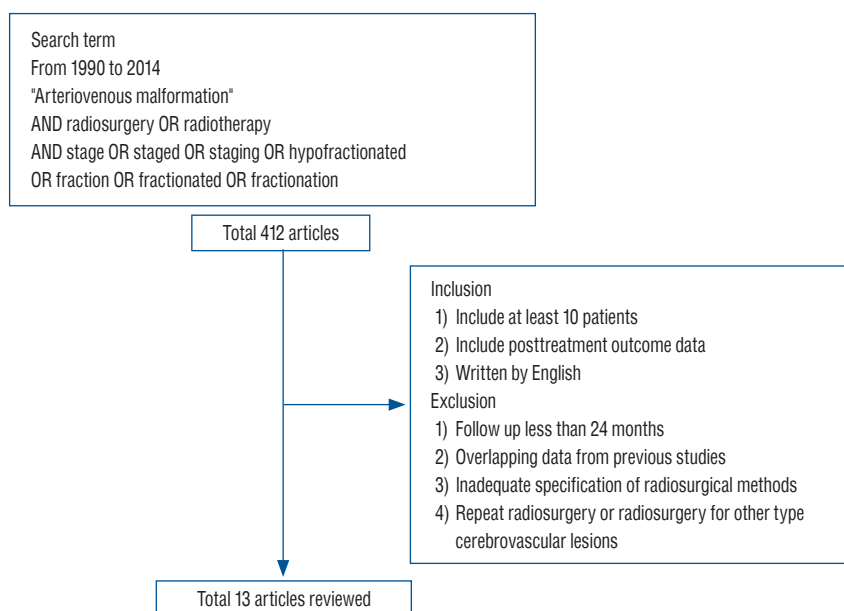 Search term
From 1990 to 2014
"Arteriovenous malformation"
AND radiosurgery OR radiotherapy
AND stage OR staged OR staging OR hypofractionated
OR fraction OR fractionated OR fractionation
Total 412 articles
Inclusion
1) Include at least 10 patients
2) Include posttreatment outcome data
3) Written by English
Exclusion
1) Follow up less than 24 months
2) Overlapping data from previous studies
3) Inadequate specification of radiosurgical methods
4) Repeat radiosurgery or radiosurgery for other type
cerebrovascular lesions
Total 13 articles reviewed